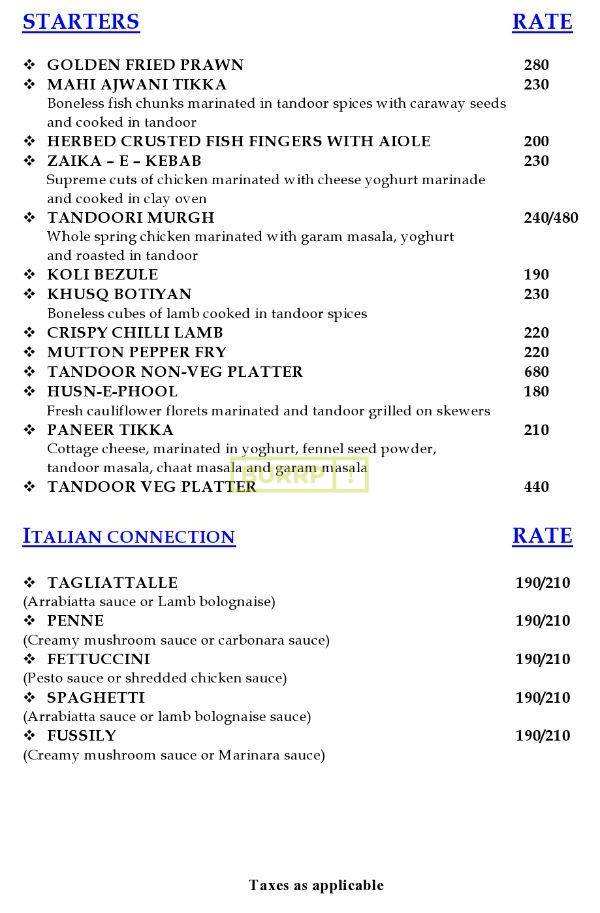 STARTERS RATE
❖ GOLDEN FRIED PRAWN 280
❖ MAHI AJWANI TIKKA 230
Boneless fish chunks marinated in tandoor spices with caraway seeds
and cooked in tandoor
❖ HERBED CRUSTED FISH FINGERS WITH AIOLE 200
❖ ZAIKA – E – KEBAB 230
Supreme cuts of chicken marinated with cheese yoghurt marinade
and cooked in clay oven
❖ TANDOORI MURGH 240/480
Whole spring chicken marinated with garam masala, yoghurt
and roasted in tandoor
❖ KOLI BEZULE 190
❖ KHUSQ BOTIYAN 230
Boneless cubes of lamb cooked in tandoor spices
❖ CRISPY CHILLI LAMB 220
❖ MUTTON PEPPER FRY 220
❖ TANDOOR NON-VEG PLATTER 680
❖ HUSN-E-PHOOL 180
Fresh cauliflower florets marinated and tandoor grilled on skewers
❖ PANEER TIKKA 210
Cottage cheese, marinated in yoghurt, fennel seed powder,
tandoor masala, chaat masala and garam masala
BURRP!
❖ TANDOOR VEG PLATTER 440
ITALIAN CONNECTION RATE
❖ TAGLIATTALLE 190/210
(Arrabiatta sauce or Lamb bolognaise)
❖ PENNE 190/210
(Creamy mushroom sauce or carbonara sauce)
❖ FETTUCCINI 190/210
(Pesto sauce or shredded chicken sauce)
❖ SPAGHETTI 190/210
(Arrabiatta sauce or lamb bolognaise sauce)
❖ FUSSILY 190/210
(Creamy mushroom sauce or Marinara sauce)
Taxes as applicable